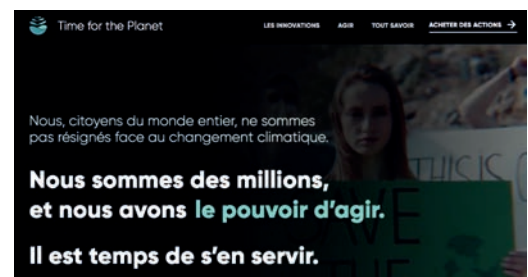 Time for the Planet
LES INNOVATIONS AGIR TOUT SAVOIR ACHETER DES ACTIONS →
Nous, citoyens du monde entier, ne sommes
pas résignés face au changement climatique.
Nous sommes des millions,
et nous avons le pouvoir d'agir.
Il est temps de s'en servir.
THIS IS